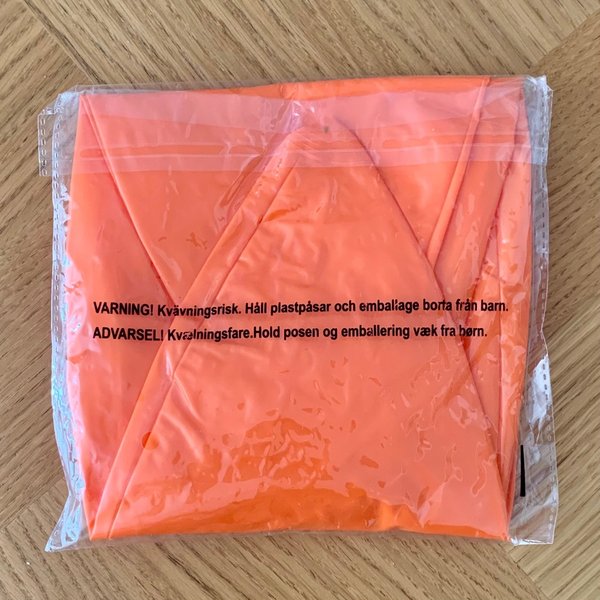 VARNING! Kvävningsrisk. Håll plastpåsar och emballage borta från barn.
ADVARSEL! Kvælningsfare.Hold posen og emballering væk fra børn.